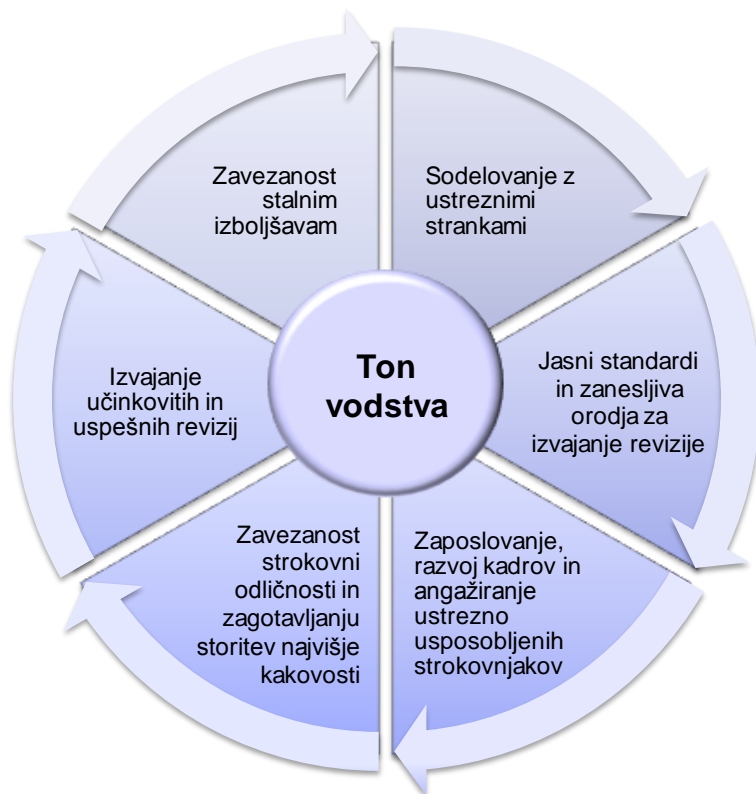 Zavezanost
stalnim
izboljšavam
Sodelovanje z
ustreznimi
strankami
Ton
vodstva
Jasni standardi
in zanesljiva
orodja za
izvajanje revizije
Zaposlovanje,
razvoj kadrov in
angažiranje
ustrezno
usposobljenih
strokovnjakov
Zavezanost
strokovni
odličnosti in
zagotavljanju
storitev najvišje
kakovosti
Izvajanje
učinkovitih in
uspešnih revizij